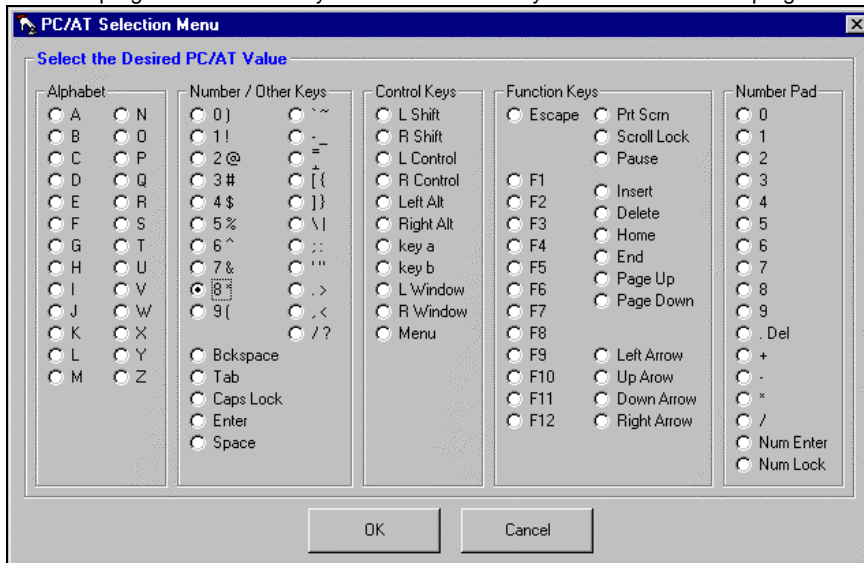 PC/AT Selection Menu
Select the Desired PC/AT Value
Alphabet
A
B
C
D
E
F
G
H
I
J
K
L
M
N
O
P
Q
R
S
T
U
V
W
X
Y
Z
Number / Other Keys
0 )
1 !
2 @
3 #
4 $
5 %
6 ^
7 &
8 *
9 (
` ~
- _
= +
[ {
] }
\ |
; :
' "
. >
, <
/ ?
Bckspace
Tab
Caps Lock
Enter
Space
Control Keys
L Shift
R Shift
L Control
R Control
Left Alt
Right Alt
key a
key b
L Window
R Window
Menu
Function Keys
Escape
F1
F2
F3
F4
F5
F6
F7
F8
F9
F10
F11
F12
Prt Scrn
Scroll Lock
Pause
Insert
Delete
Home
End
Page Up
Page Down
Left Arrow
Up Arow
Down Arrow
Right Arrow
Number Pad
0
1
2
3
4
5
6
7
8
9
. Del
+
-
*
/
Num Enter
Num Lock
OK
Cancel